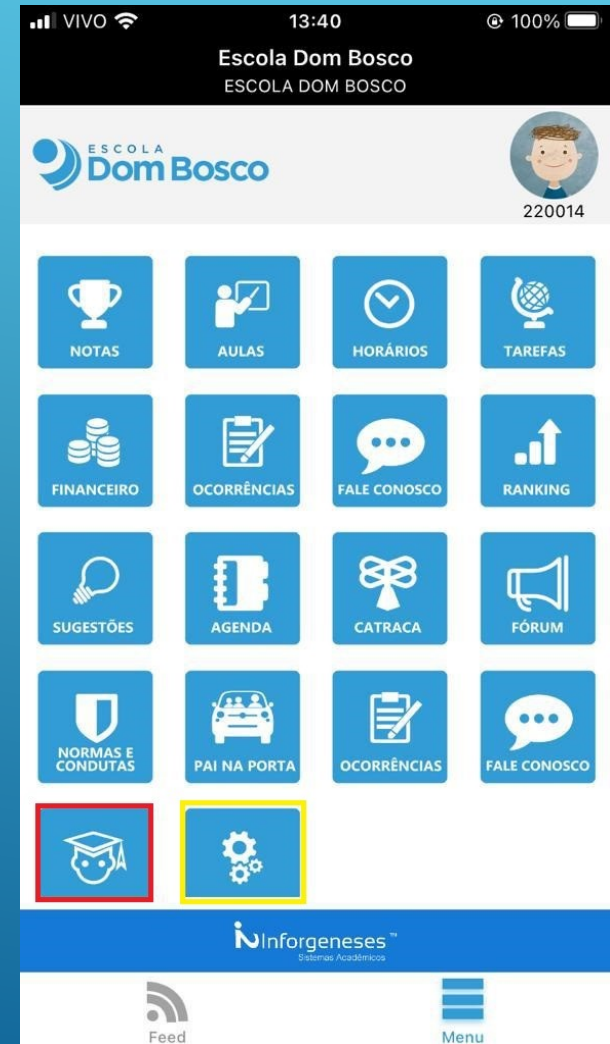 VIVO 13:40 100%
Escola Dom Bosco
ESCOLA DOM BOSCO
ESCOLA
Dom Bosco
220014
NOTAS AULAS HORÁRIOS TAREFAS
FINANCEIRO OCORRÊNCIAS FALE CONOSCO RANKING
SUGESTÕES AGENDA CATRACA FÓRUM
NORMAS E
CONDUTAS PAI NA PORTA OCORRÊNCIAS FALE CONOSCO
Inforgeneses ™
Sistemas Acadêmicos
Feed Menu